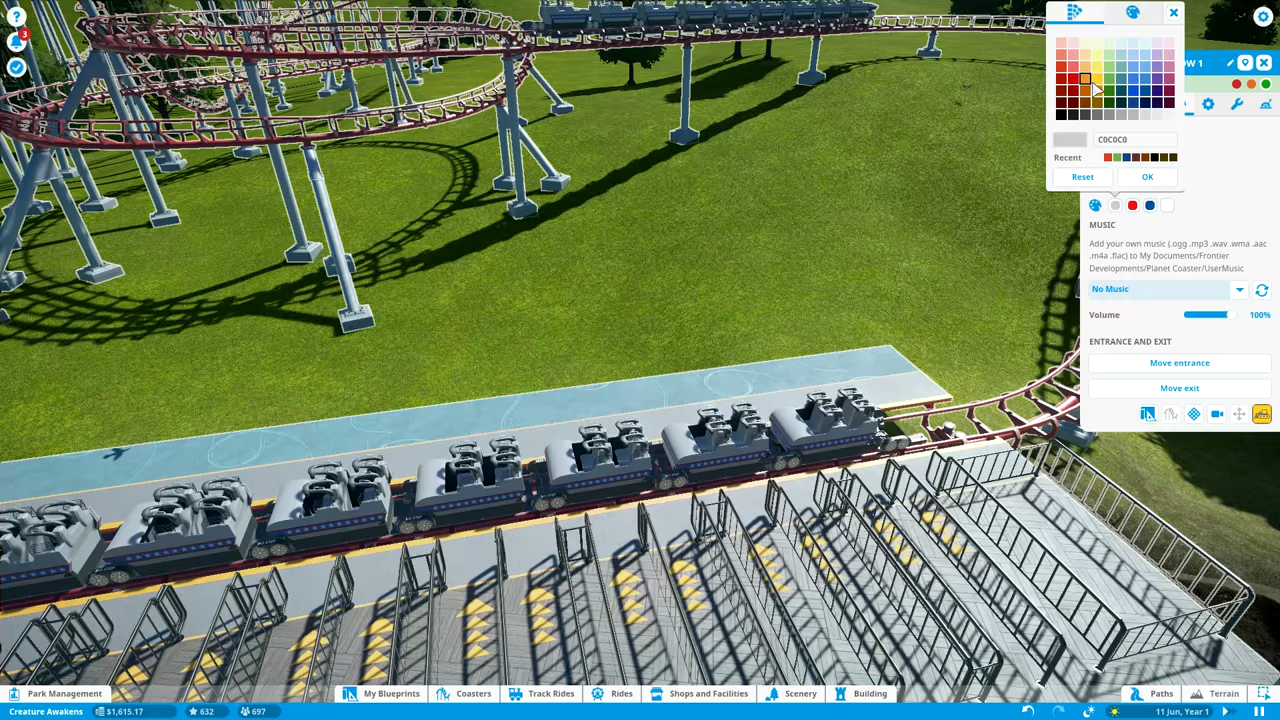 ?
3
OW 1
C0C0C0
Recent
Reset OK
MUSIC
Add your own music (.ogg .mp3 .wav .wma .aac
.m4a .flac) to My Documents/Frontier
Developments/Planet Coaster/UserMusic
No Music
Volume 100%
ENTRANCE AND EXIT
Move entrance
Move exit
Park Management My Blueprints Coasters Track Rides Rides Shops and Facilities Scenery Building Paths Terrain
Creature Awakens $1,615.17 632 697 11 Jun, Year 1